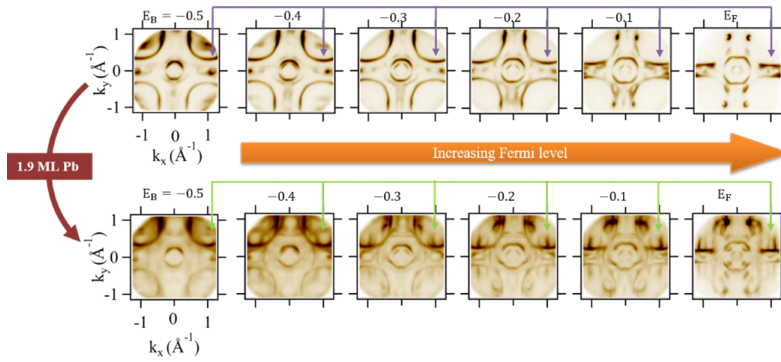 E_B = −0.5 −0.4 −0.3 −0.2 −0.1 E_F
k_y (Å⁻¹)
1
0
-1
-1 0 1
k_x (Å⁻¹)
1.9 ML Pb
Increasing Fermi level
E_B = −0.5 −0.4 −0.3 −0.2 −0.1 E_F
k_y (Å⁻¹)
1
0
-1
-1 0 1
k_x (Å⁻¹)